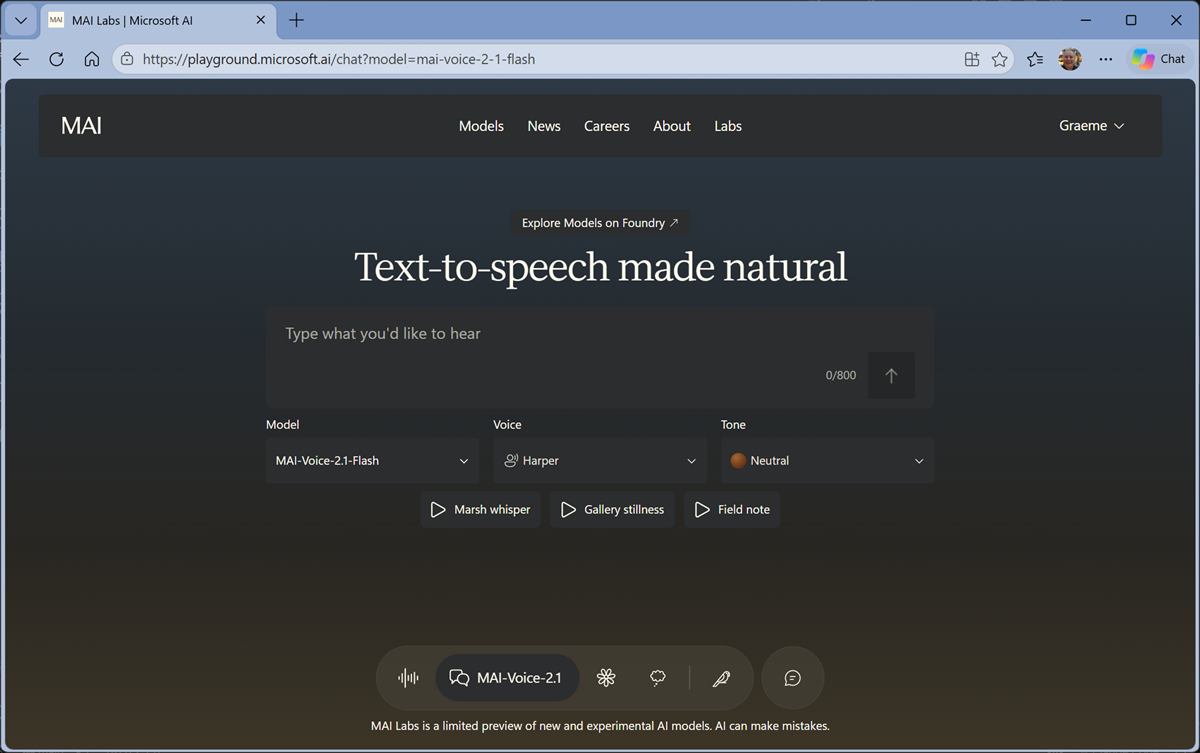 MAI MAI Labs | Microsoft AI
https://playground.microsoft.ai/chat?model=mai-voice-2-1-flash
Chat
MAI
Models News Careers About Labs
Graeme
Explore Models on Foundry ↗
Text-to-speech made natural
Type what you'd like to hear
0/800
Model Voice Tone
MAI-Voice-2.1-Flash Harper Neutral
Marsh whisper Gallery stillness Field note
MAI-Voice-2.1
MAI Labs is a limited preview of new and experimental AI models. AI can make mistakes.